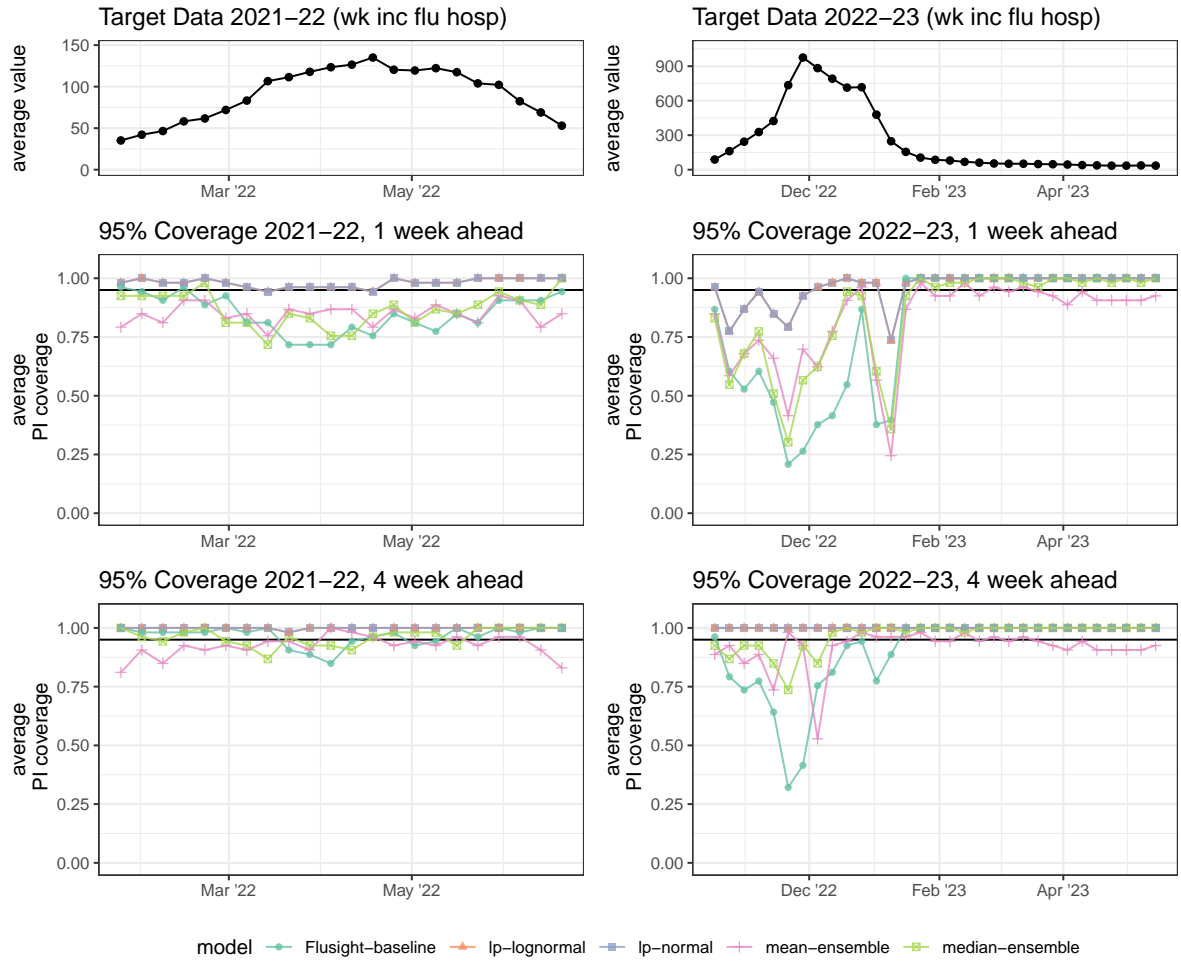 Target Data 2021−22 (wk inc flu hosp)
average value
150
100
50
0
Mar '22
May '22
Target Data 2022−23 (wk inc flu hosp)
average value
900
600
300
0
Dec '22
Feb '23
Apr '23
95% Coverage 2021−22, 1 week ahead
average
PI coverage
1.00
0.75
0.50
0.25
0.00
Mar '22
May '22
95% Coverage 2022−23, 1 week ahead
average
PI coverage
1.00
0.75
0.50
0.25
0.00
Dec '22
Feb '23
Apr '23
95% Coverage 2021−22, 4 week ahead
average
PI coverage
1.00
0.75
0.50
0.25
0.00
Mar '22
May '22
95% Coverage 2022−23, 4 week ahead
average
PI coverage
1.00
0.75
0.50
0.25
0.00
Dec '22
Feb '23
Apr '23
model Flusight−baseline lp−lognormal lp−normal mean−ensemble median−ensemble